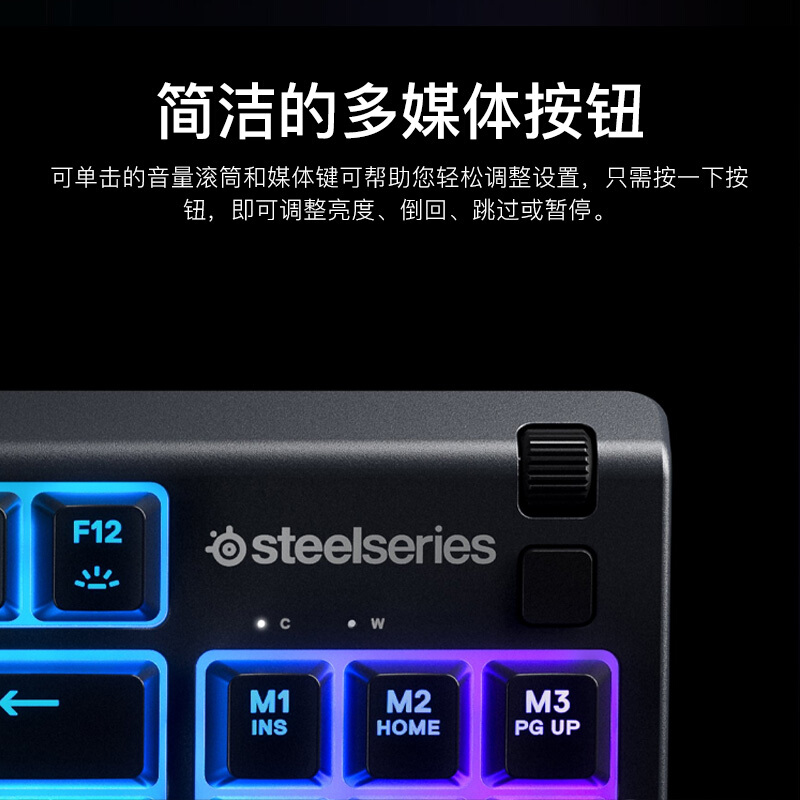 简洁的多媒体按钮
可单击的音量滚筒和媒体键可帮助您轻松调整设置，只需按一下按
钮，即可调整亮度、倒回、跳过或暂停。
F12
steelseries
C W
M1 M2 M3
INS HOME PG UP